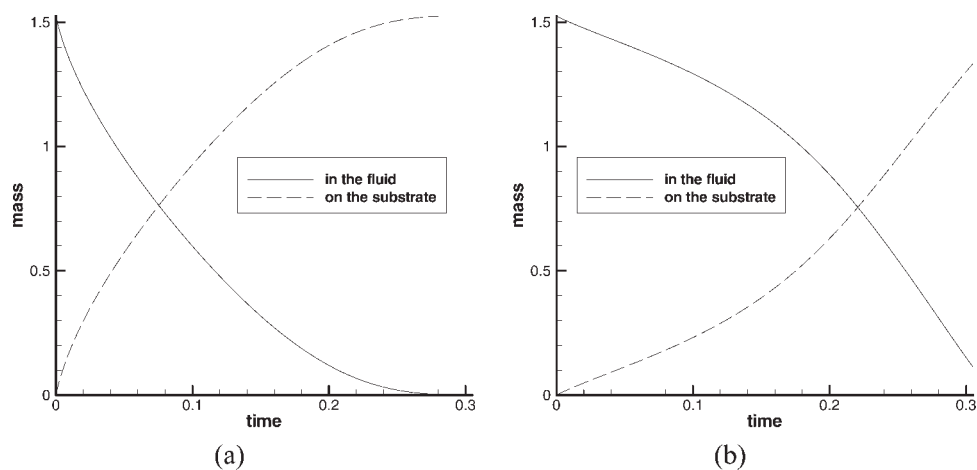 1.5
1
0.5
0
mass
0
0.1
0.2
0.3
time
in the fluid
on the substrate
(a)
1.5
1
0.5
0
mass
0
0.1
0.2
0.3
time
in the fluid
on the substrate
(b)